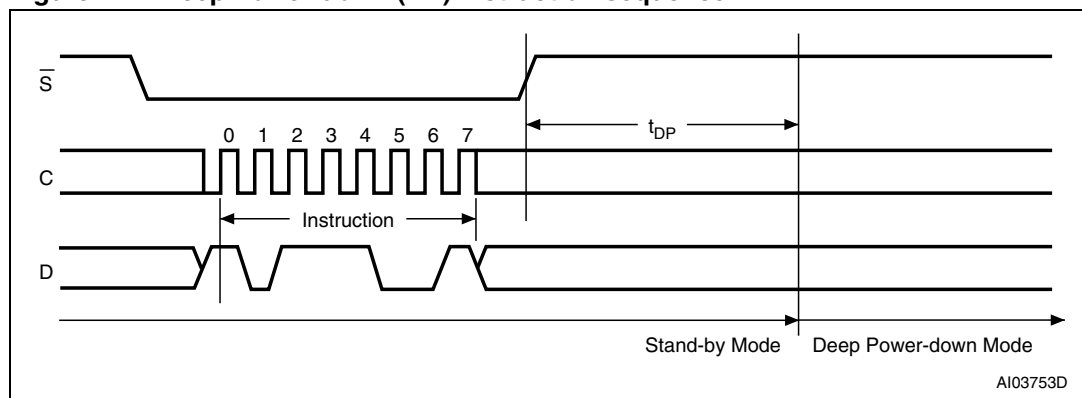 S
tDP
0 1 2 3 4 5 6 7
C
Instruction
D
Stand-by Mode Deep Power-down Mode
AI03753D